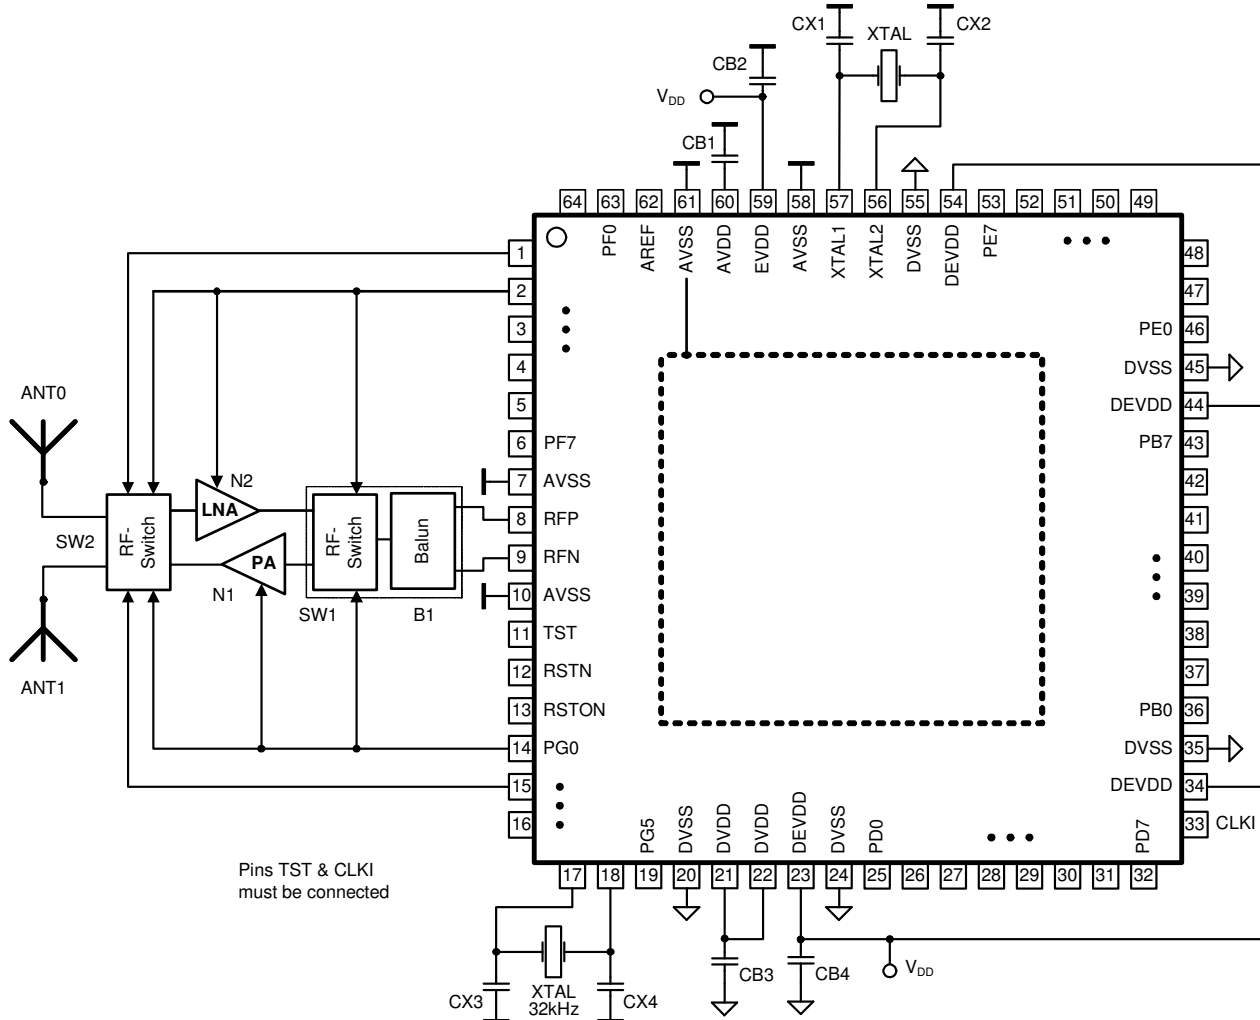 CX1
XTAL
CX2
CB2
VDD
CB1
64
63
62
61
60
59
58
57
56
55
54
53
52
51
50
49
PF0
AREF
AVSS
AVDD
EVDD
AVSS
XTAL1
XTAL2
DVSS
DEVDD
PE7
1
2
3
4
5
6 PF7
7 AVSS
8 RFP
9 RFN
10 AVSS
11 TST
12 RSTN
13 RSTON
14 PG0
15
16
48
47
PE0 46
DVSS 45
DEVDD 44
PB7 43
42
41
40
39
38
37
PB0 36
DVSS 35
DEVDD 34
33 CLKI
ANT0
N2
LNA
SW2
RF-
Switch
PA
N1
RF-
Switch
Balun
SW1
B1
ANT1
PG5
DVSS
DVDD
DVDD
DEVDD
DVSS
PD0
PD7
17
18
19
20
21
22
23
24
25
26
27
28
29
30
31
32
Pins TST & CLKI
must be connected
CX3
XTAL
32kHz
CX4
CB3
CB4
VDD